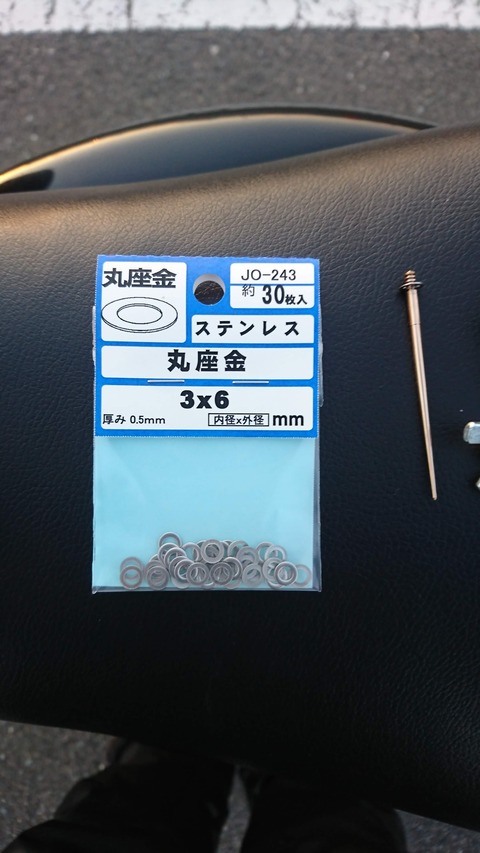 丸座金
JO-243
約 30枚入
ステンレス
丸座金
3x6
厚み 0.5mm
内径x外径 mm